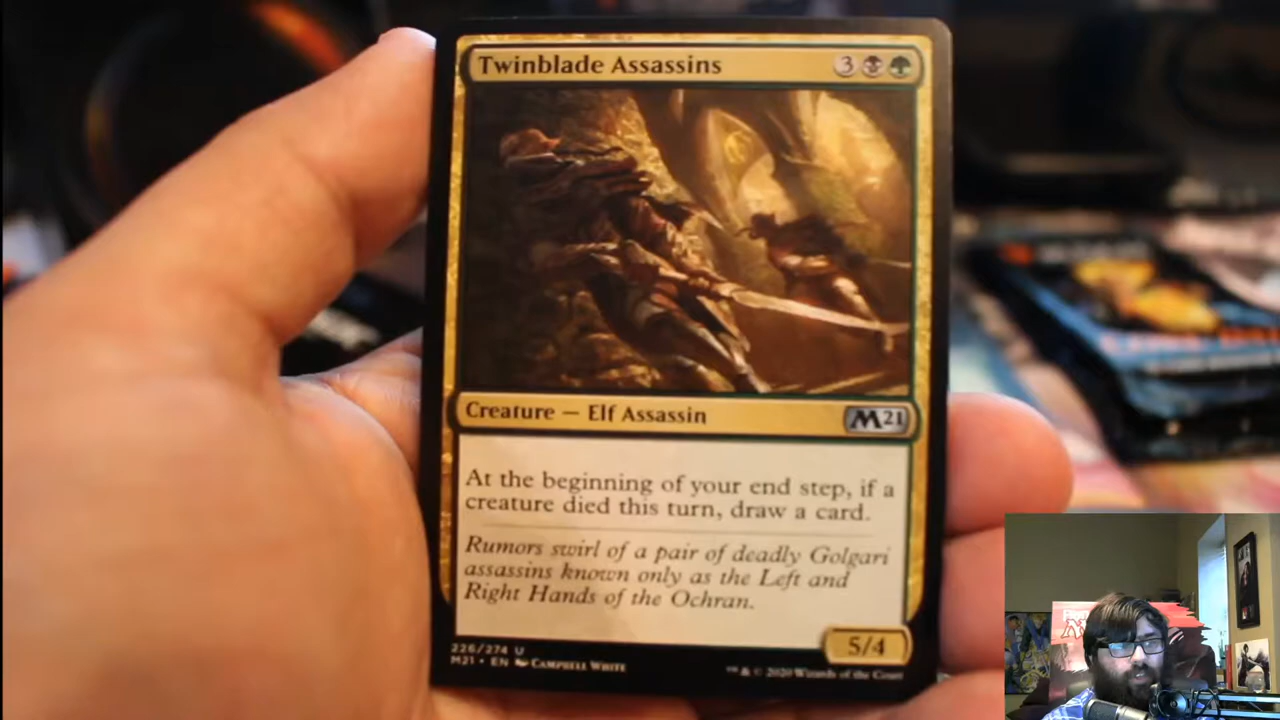 Twinblade Assassins 3
Creature — Elf Assassin M21
At the beginning of your end step, if a
creature died this turn, draw a card.
Rumors swirl of a pair of deadly Golgari
assassins known only as the Left and
Right Hands of the Ochran.
5/4
226/274 U
M21 • EN Campbell White
™ & © 2020 Wizards of the Coast